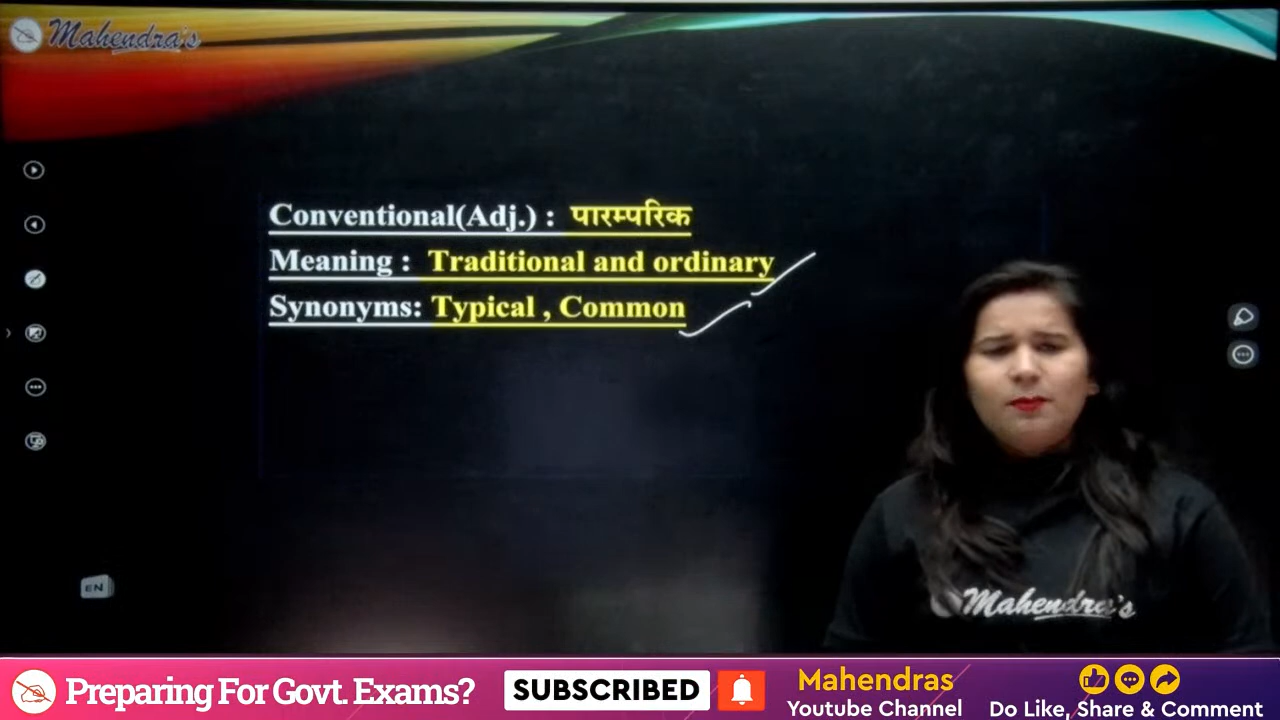 Mahendra's
Conventional(Adj.) : पारम्परिक
Meaning : Traditional and ordinary
Synonyms: Typical , Common
EN
Mahendra's
Preparing For Govt. Exams?
SUBSCRIBED
Mahendras
Youtube Channel
Do Like, Share & Comment